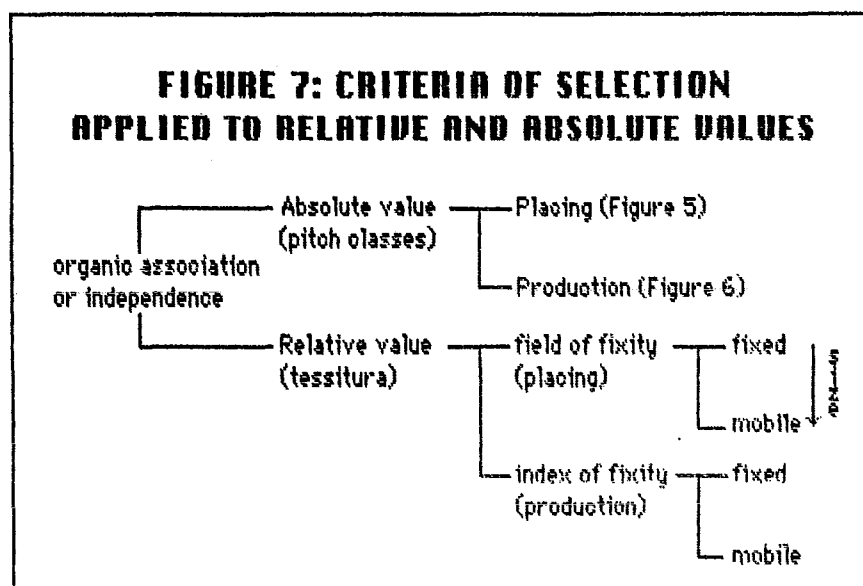 FIGURE 7: CRITERIA OF SELECTION
APPLIED TO RELATIVE AND ABSOLUTE VALUES
organic association
or independence
Absolute value
(pitch classes)
Placing (Figure 5)
Production (Figure 6)
Relative value
(tessitura)
field of fixity
(placing)
fixed
mobile
index of fixity
(production)
fixed
mobile